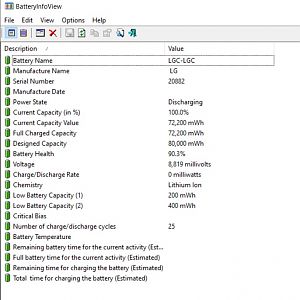 BatteryInfoView
File Edit View Options Help
Description / Value
Battery Name LGC-LGC
Manufacture Name LG
Serial Number 20882
Manufacture Date
Power State Discharging
Current Capacity (in %) 100.0%
Current Capacity Value 72,200 mWh
Full Charged Capacity 72,200 mWh
Designed Capacity 80,000 mWh
Battery Health 90.3%
Voltage 8,819 millivolts
Charge/Discharge Rate 0 milliwatts
Chemistry Lithium Ion
Low Battery Capacity (1) 200 mWh
Low Battery Capacity (2) 400 mWh
Critical Bias
Number of charge/discharge cycles 25
Battery Temperature
Remaining battery time for the current activity (Est...
Full battery time for the current activity (Estimated)
Remaining time for charging the battery (Estimated)
Total time for charging the battery (Estimated)